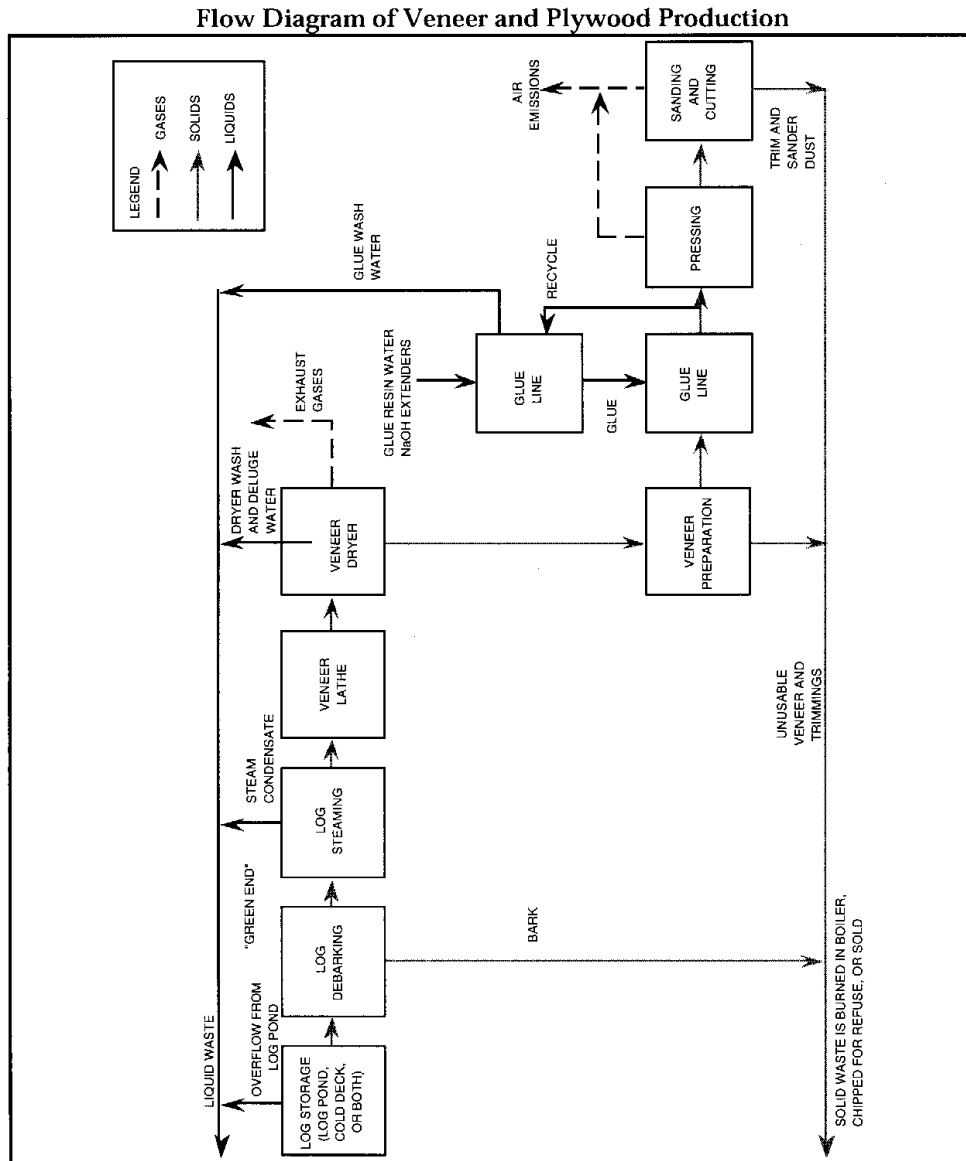 Flow Diagram of Veneer and Plywood Production
LEGEND
GASES
SOLIDS
LIQUIDS
LIQUID WASTE
OVERFLOW FROM
LOG POND
"GREEN END"
STEAM
CONDENSATE
DRYER WASH
AND DELUGE
WATER
EXHAUST
GASES
GLUE WASH
WATER
LOG STORAGE
(LOG POND,
COLD DECK,
OR BOTH)
LOG
DEBARKING
LOG
STEAMING
VENEER
LATHE
VENEER
DRYER
GLUE RESIN WATER
NaOH EXTENDERS
GLUE
LINE
RECYCLE
GLUE
AIR
EMISSIONS
BARK
VENEER
PREPARATION
GLUE
LINE
PRESSING
SANDING
AND
CUTTING
TRIM AND
SANDER
DUST
UNUSABLE
VENEER AND
TRIMMINGS
SOLID WASTE IS BURNED IN BOILER,
CHIPPED FOR REFUSE, OR SOLD